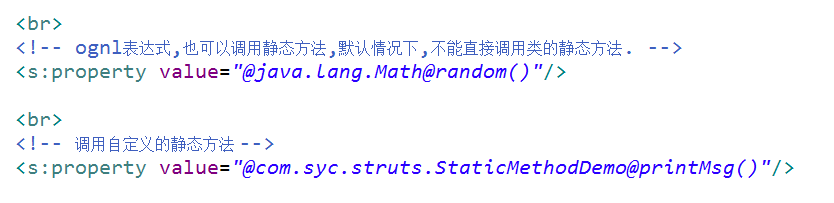 <br>
<!-- ognl表达式,也可以调用静态方法,默认情况下,不能直接调用类的静态方法. -->
<s:property value="@java.lang.Math@random()"/>
<br>
<!-- 调用自定义的静态方法 -->
<s:property value="@com.syc.struts.StaticMethodDemo@printMsg()"/>